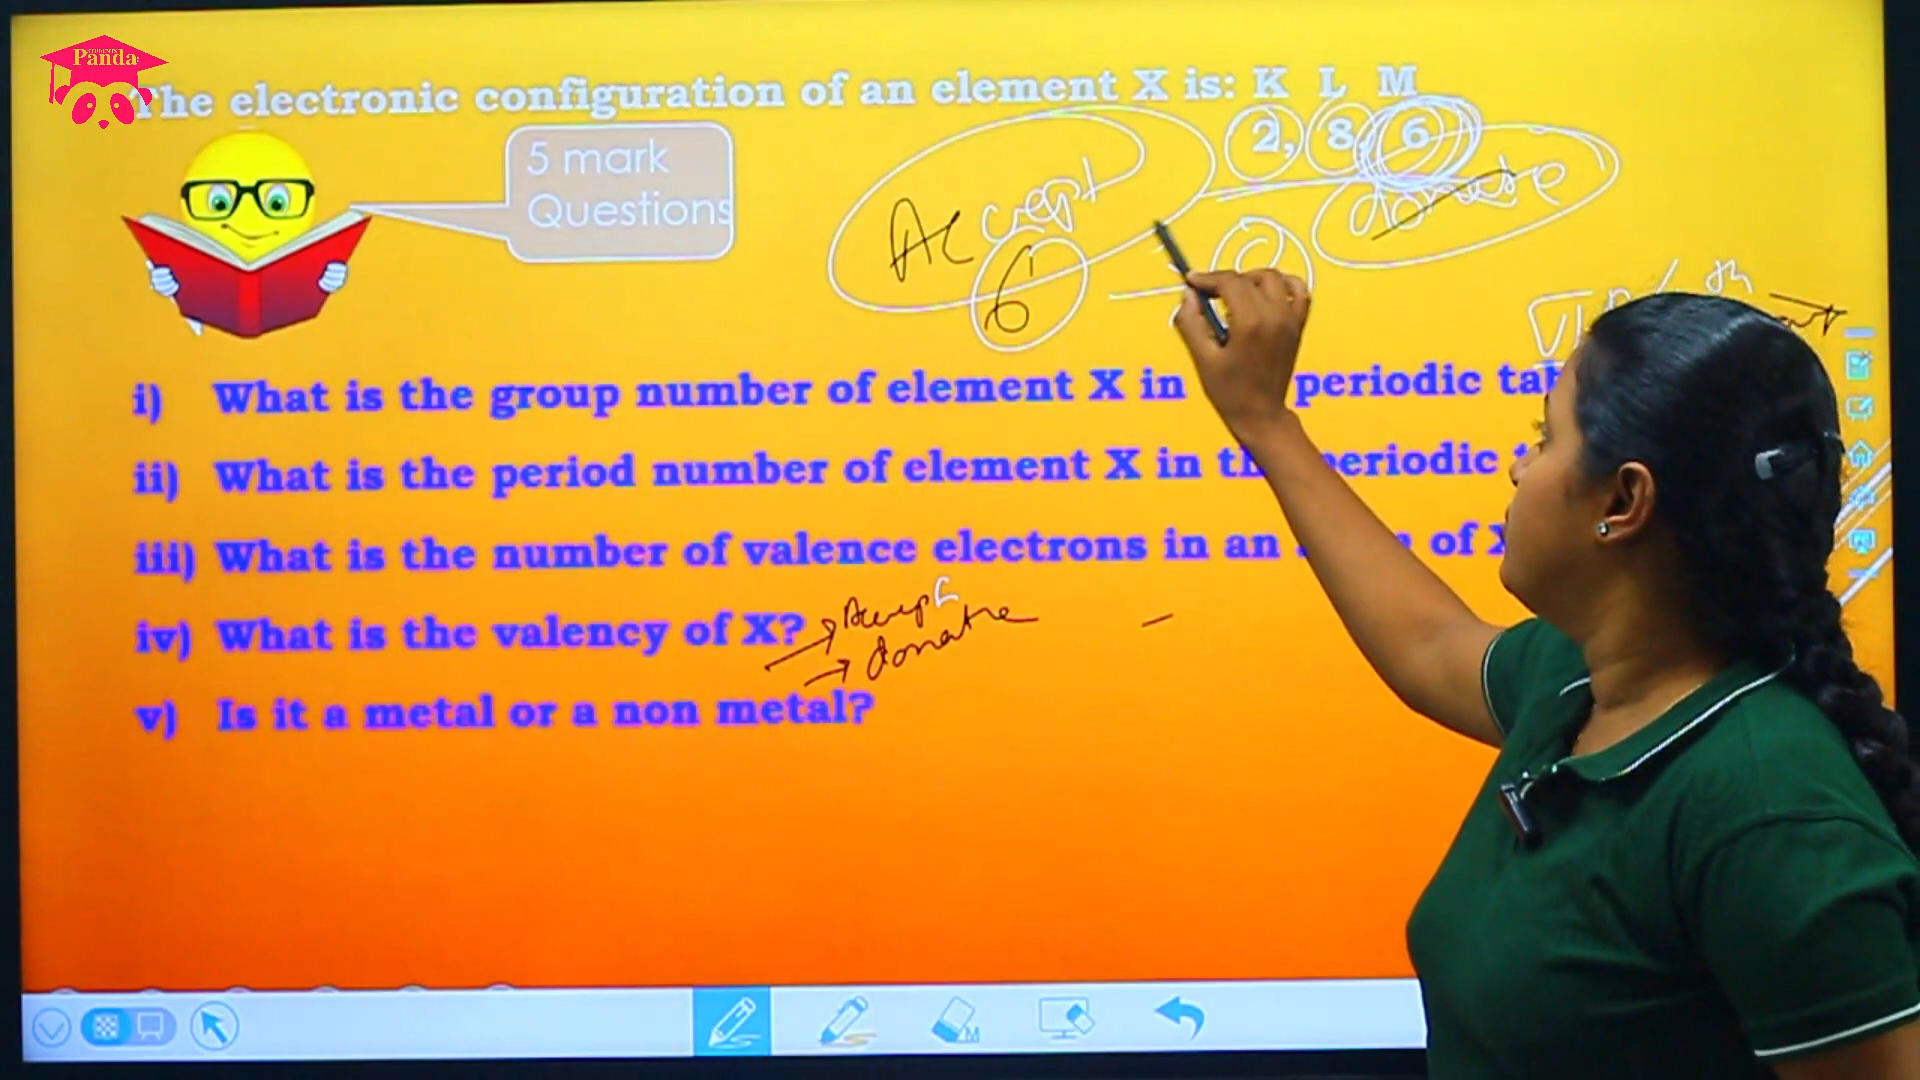 STUDENTS
Panda
The electronic configuration of an element X is: K L M
2, 8, 6
5 mark
Questions
Accept
donate
6
i) What is the group number of element X in periodic
ii) What is the period number of element X in periodic
iii) What is the number of valence electrons in an of X
iv) What is the valency of X?
Accept
donate
v) Is it a metal or a non metal?
M